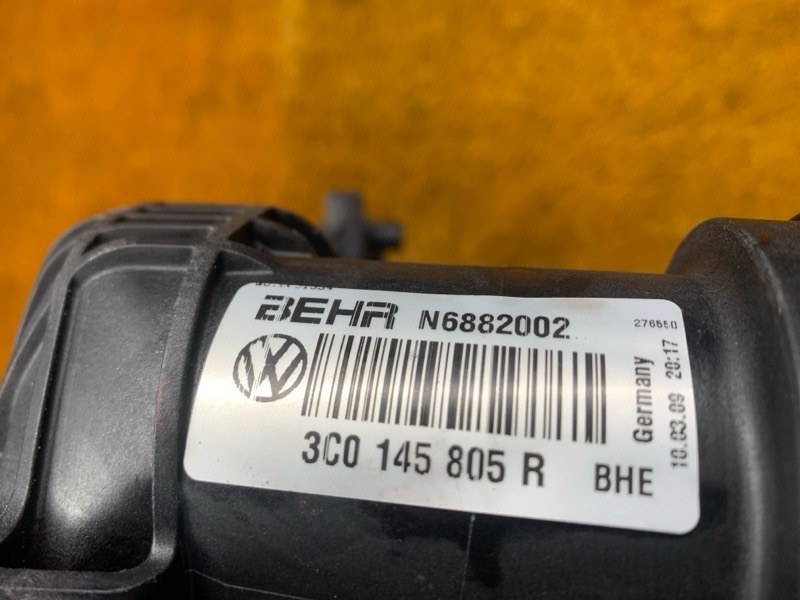 BEHR N6882002
276550
3C0 145 805 R
BHE
Germany
10.03.09 20:17